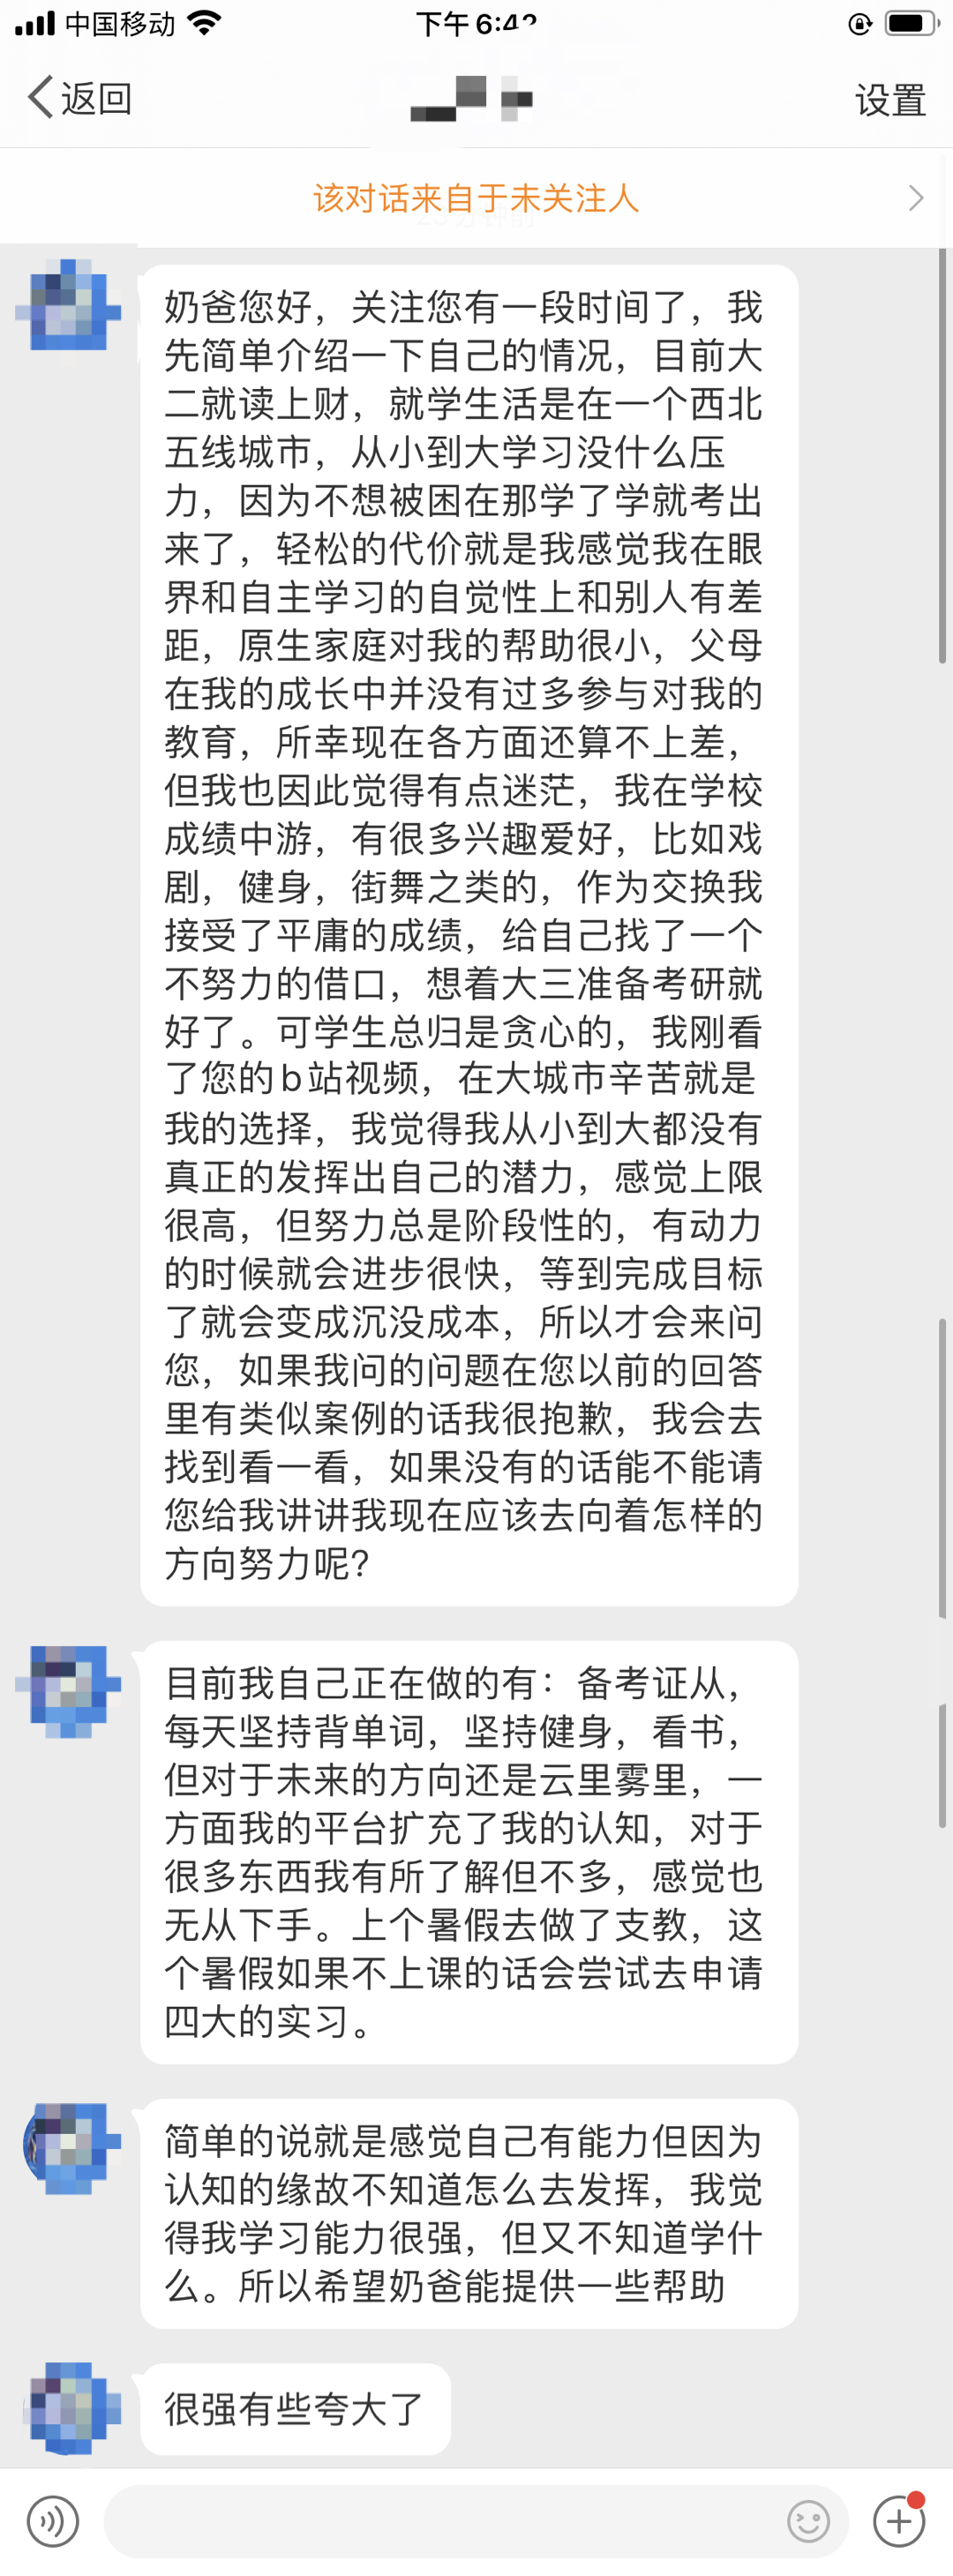 中国移动
下午 6:42
返回
设置
该对话来自于未关注人
奶爸您好，关注您有一段时间了，我
先简单介绍一下自己的情况，目前大
二就读上财，就学生活是在一个西北
五线城市，从小到大学习没什么压
力，因为不想被困在那学了学就考出
来了，轻松的代价就是我感觉我在眼
界和自主学习的自觉性上和别人有差
距，原生家庭对我的帮助很小，父母
在我的成长中并没有过多参与对我的
教育，所幸现在各方面还算不上差，
但我也因此觉得有点迷茫，我在学校
成绩中游，有很多兴趣爱好，比如戏
剧，健身，街舞之类的，作为交换我
接受了平庸的成绩，给自己找了一个
不努力的借口，想着大三准备考研就
好了。可学生总归是贪心的，我刚看
了您的b站视频，在大城市辛苦就是
我的选择，我觉得我从小到大都没有
真正的发挥出自己的潜力，感觉上限
很高，但努力总是阶段性的，有动力
的时候就会进步很快，等到完成目标
了就会变成沉没成本，所以才会来问
您，如果我问的问题在您以前的回答
里有类似案例的话我很抱歉，我会去
找到看一看，如果没有的话能不能请
您给我讲讲我现在应该去向着怎样的
方向努力呢?
目前我自己正在做的有：备考证从，
每天坚持背单词，坚持健身，看书，
但对于未来的方向还是云里雾里，一
方面我的平台扩充了我的认知，对于
很多东西我有所了解但不多，感觉也
无从下手。上个暑假去做了支教，这
个暑假如果不上课的话会尝试去申请
四大的实习。
简单的说就是感觉自己有能力但因为
认知的缘故不知道怎么去发挥，我觉
得我学习能力很强，但又不知道学什
么。所以希望奶爸能提供一些帮助
很强有些夸大了